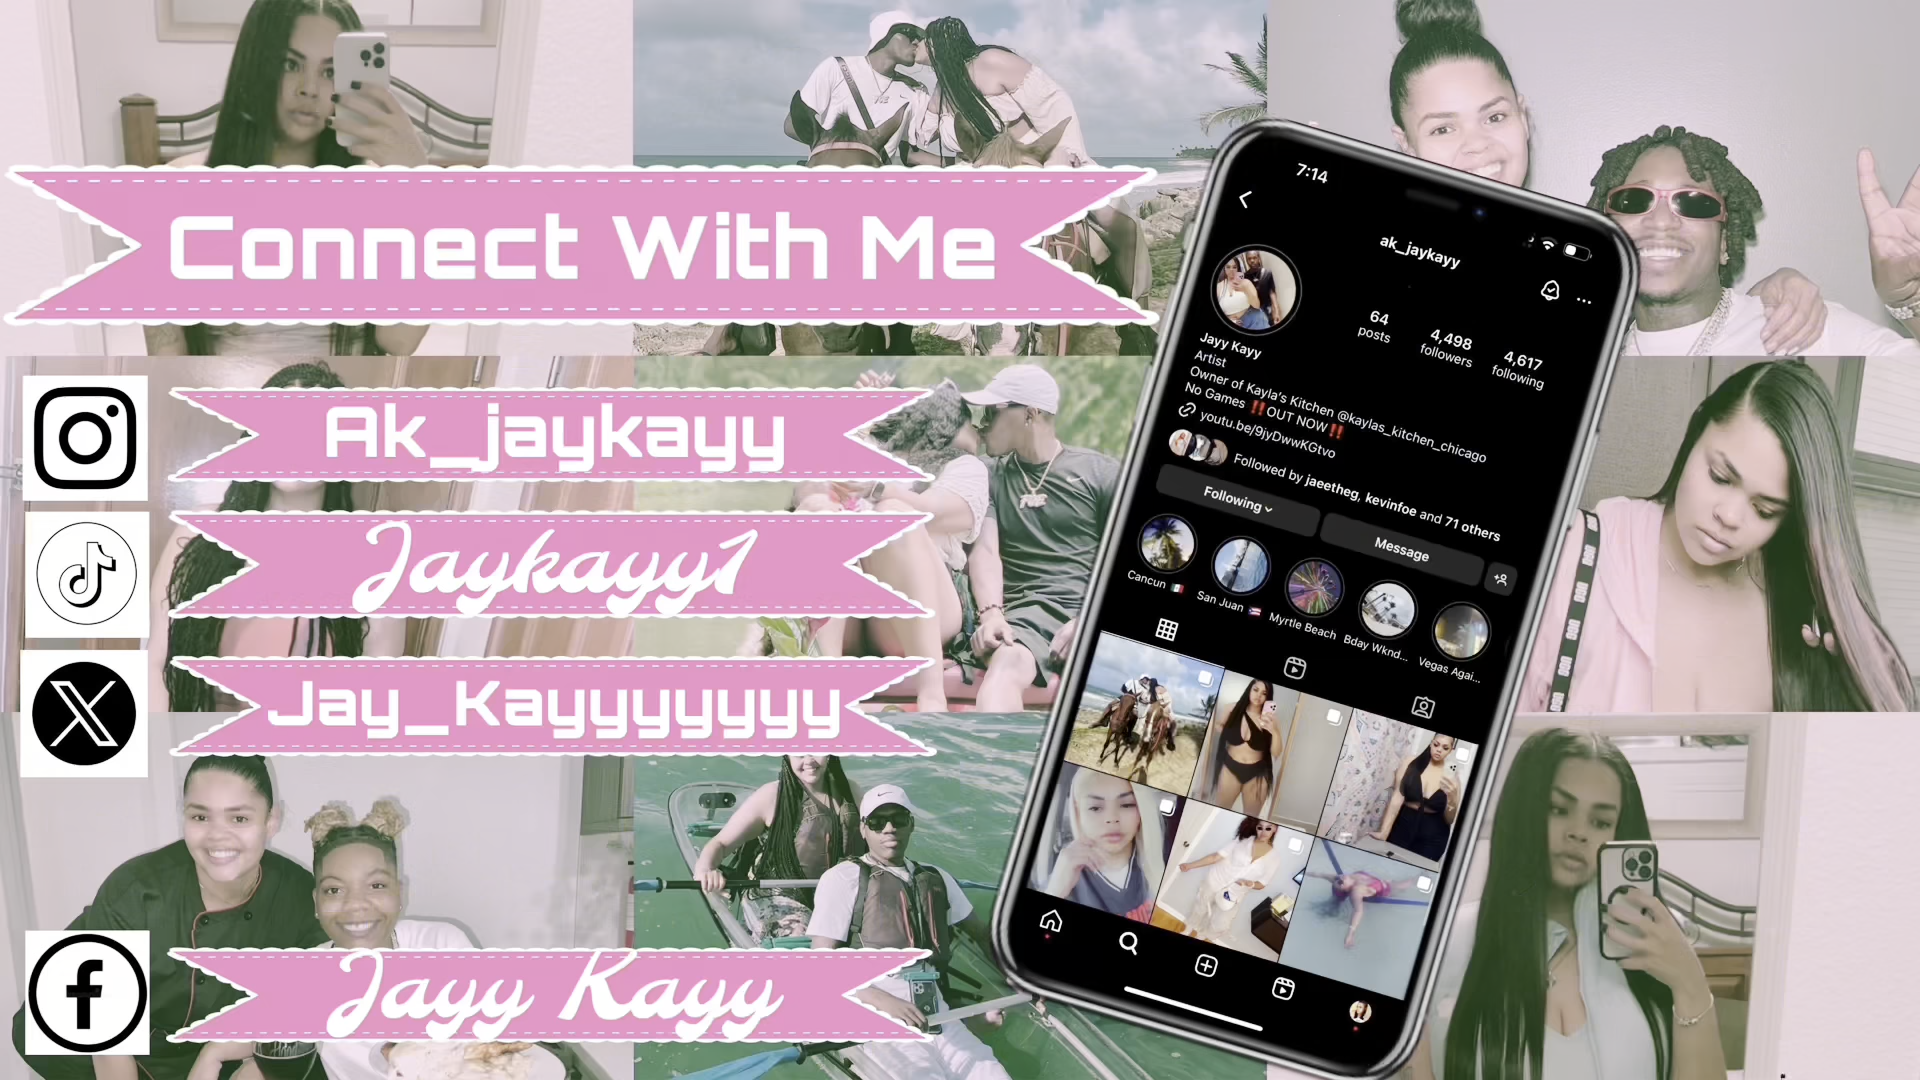 Connect With Me
Ak_jaykayy
Jaykayy1
Jay_Kayyyyyyy
Jayy Kayy
7:14
ak_jaykayy
64
posts
4,498
followers
4,617
following
Jayy Kayy
Artist
Owner of Kayla's Kitchen @kaylas_kitchen_chicago
No Games ‼️OUT NOW‼️
youtu.be/9jyDwwKGtvo
Followed by jaeetheg, kevinfoe and 71 others
Following
Message
Cancun 🇲🇽
San Juan 🇵🇷
Myrtle Beach
Bday Wknd...
Vegas Agai...